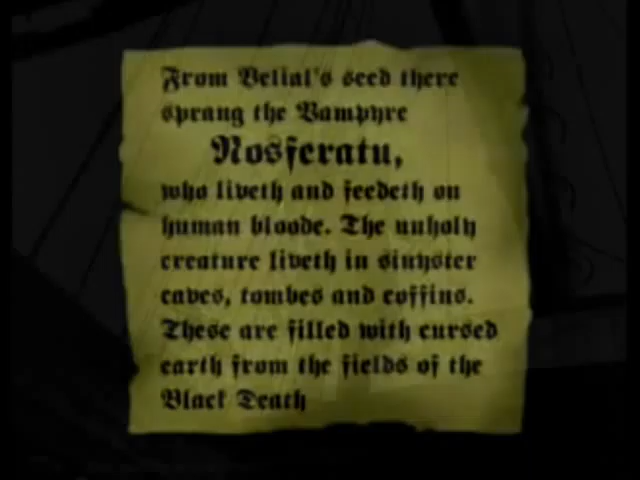 From Belial's seed there
sprang the Vampyre
Nosferatu,
who liveth and feedeth on
human bloode. The unholy
creature liveth in sinyster
caves, tombes and coffins.
These are filled with cursed
earth from the fields of the
Black Death